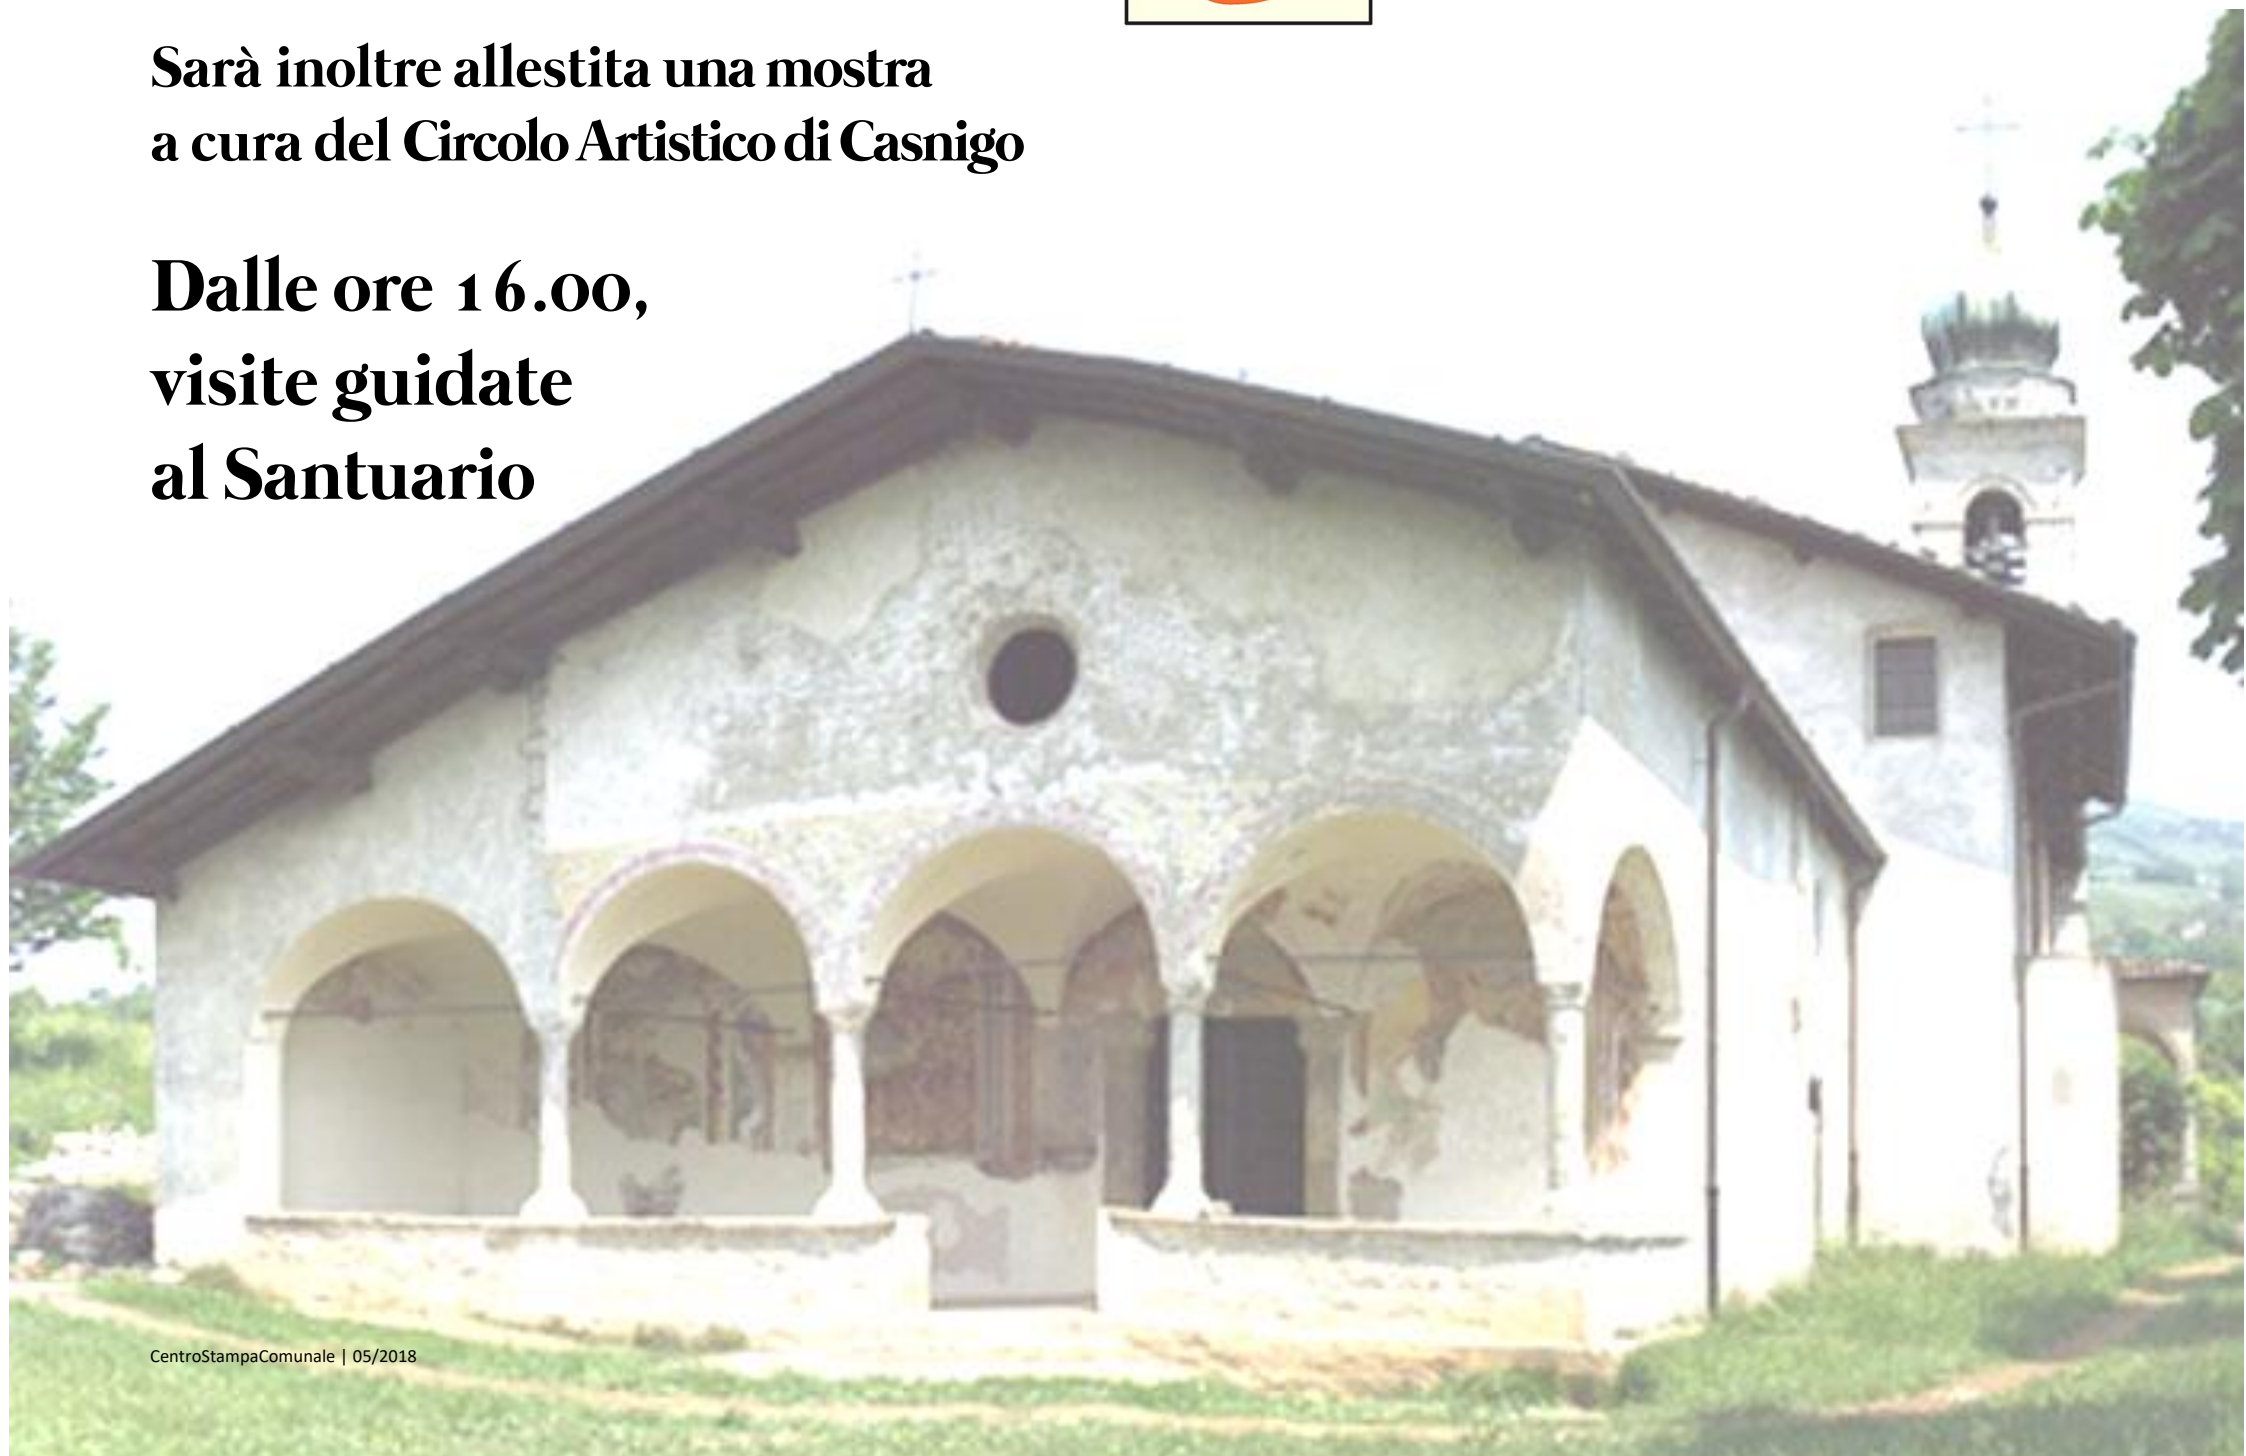 Sarà inoltre allestita una mostra
a cura del Circolo Artistico di Casnigo
Dalle ore 16.00,
visite guidate
al Santuario
CentroStampaComunale | 05/2018